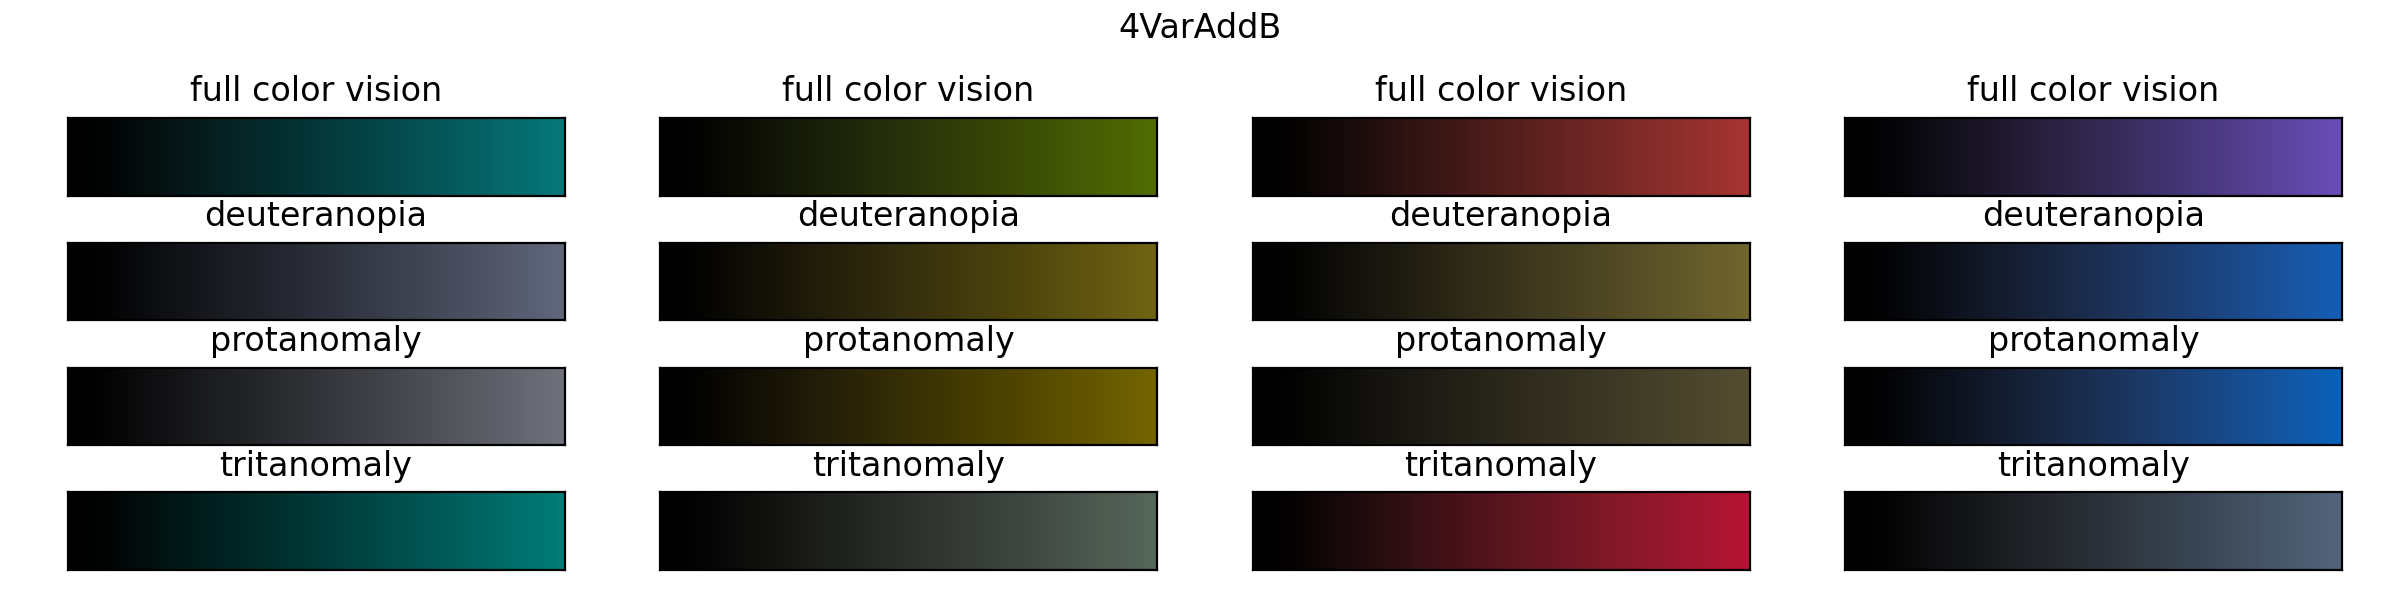 4VarAddB
full color vision full color vision full color vision full color vision
deuteranopia deuteranopia deuteranopia deuteranopia
protanomaly protanomaly protanomaly protanomaly
tritanomaly tritanomaly tritanomaly tritanomaly